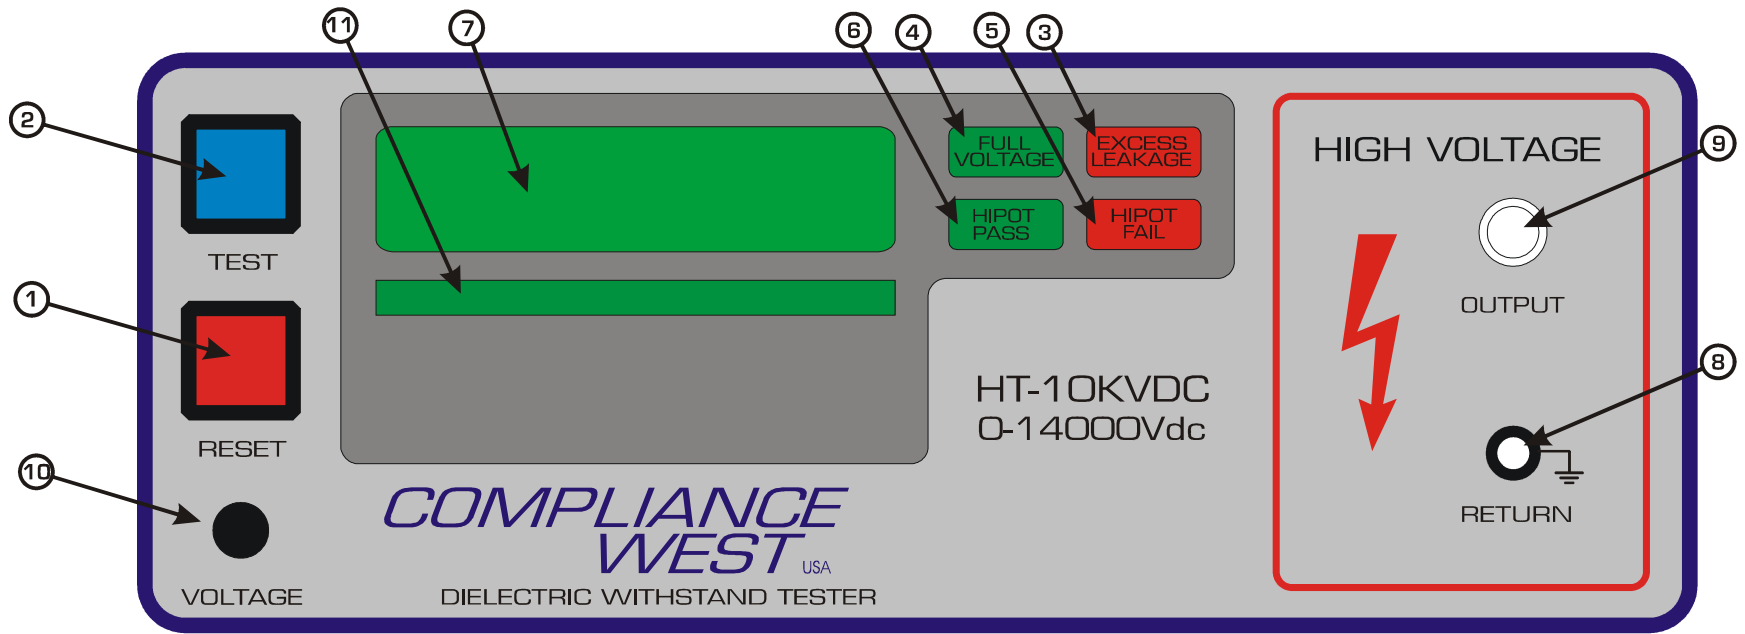 11
7
6
4
5
3
2
FULL
VOLTAGE
EXCESS
LEAKAGE
HIGH VOLTAGE
9
HIPOT
PASS
HIPOT
FAIL
TEST
1
OUTPUT
8
HT-10KVDC
0-14000Vdc
RESET
10
COMPLIANCE
WEST USA
RETURN
VOLTAGE
DIELECTRIC WITHSTAND TESTER